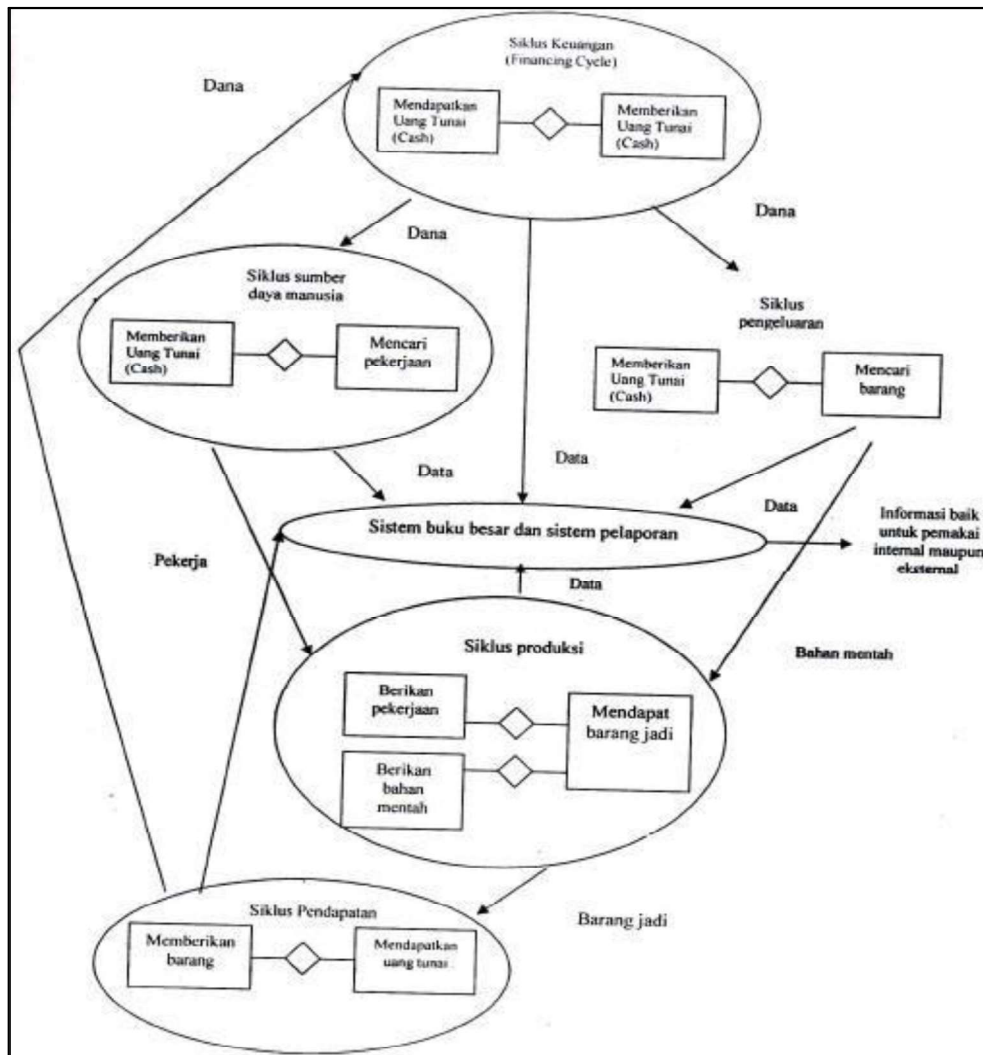 Siklus Keuangan
(Financing Cycle)
Dana
Mendapatkan
Uang Tunai
(Cash)
Memberikan
Uang Tunai
(Cash)
Dana
Dana
Siklus sumber
daya manusia
Memberikan
Uang Tunai
(Cash)
Mencari
pekerjaan
Siklus
pengeluaran
Memberikan
Uang Tunai
(Cash)
Mencari
barang
Data
Data
Data
Sistem buku besar dan sistem pelaporan
Informasi baik
untuk pemakai
internal maupun
eksternal
Pekerja
Data
Siklus produksi
Bahan mentah
Berikan
pekerjaan
Mendapat
barang jadi
Berikan
bahan
mentah
Siklus Pendapatan
Barang jadi
Memberikan
barang
Mendapatkan
uang tunai